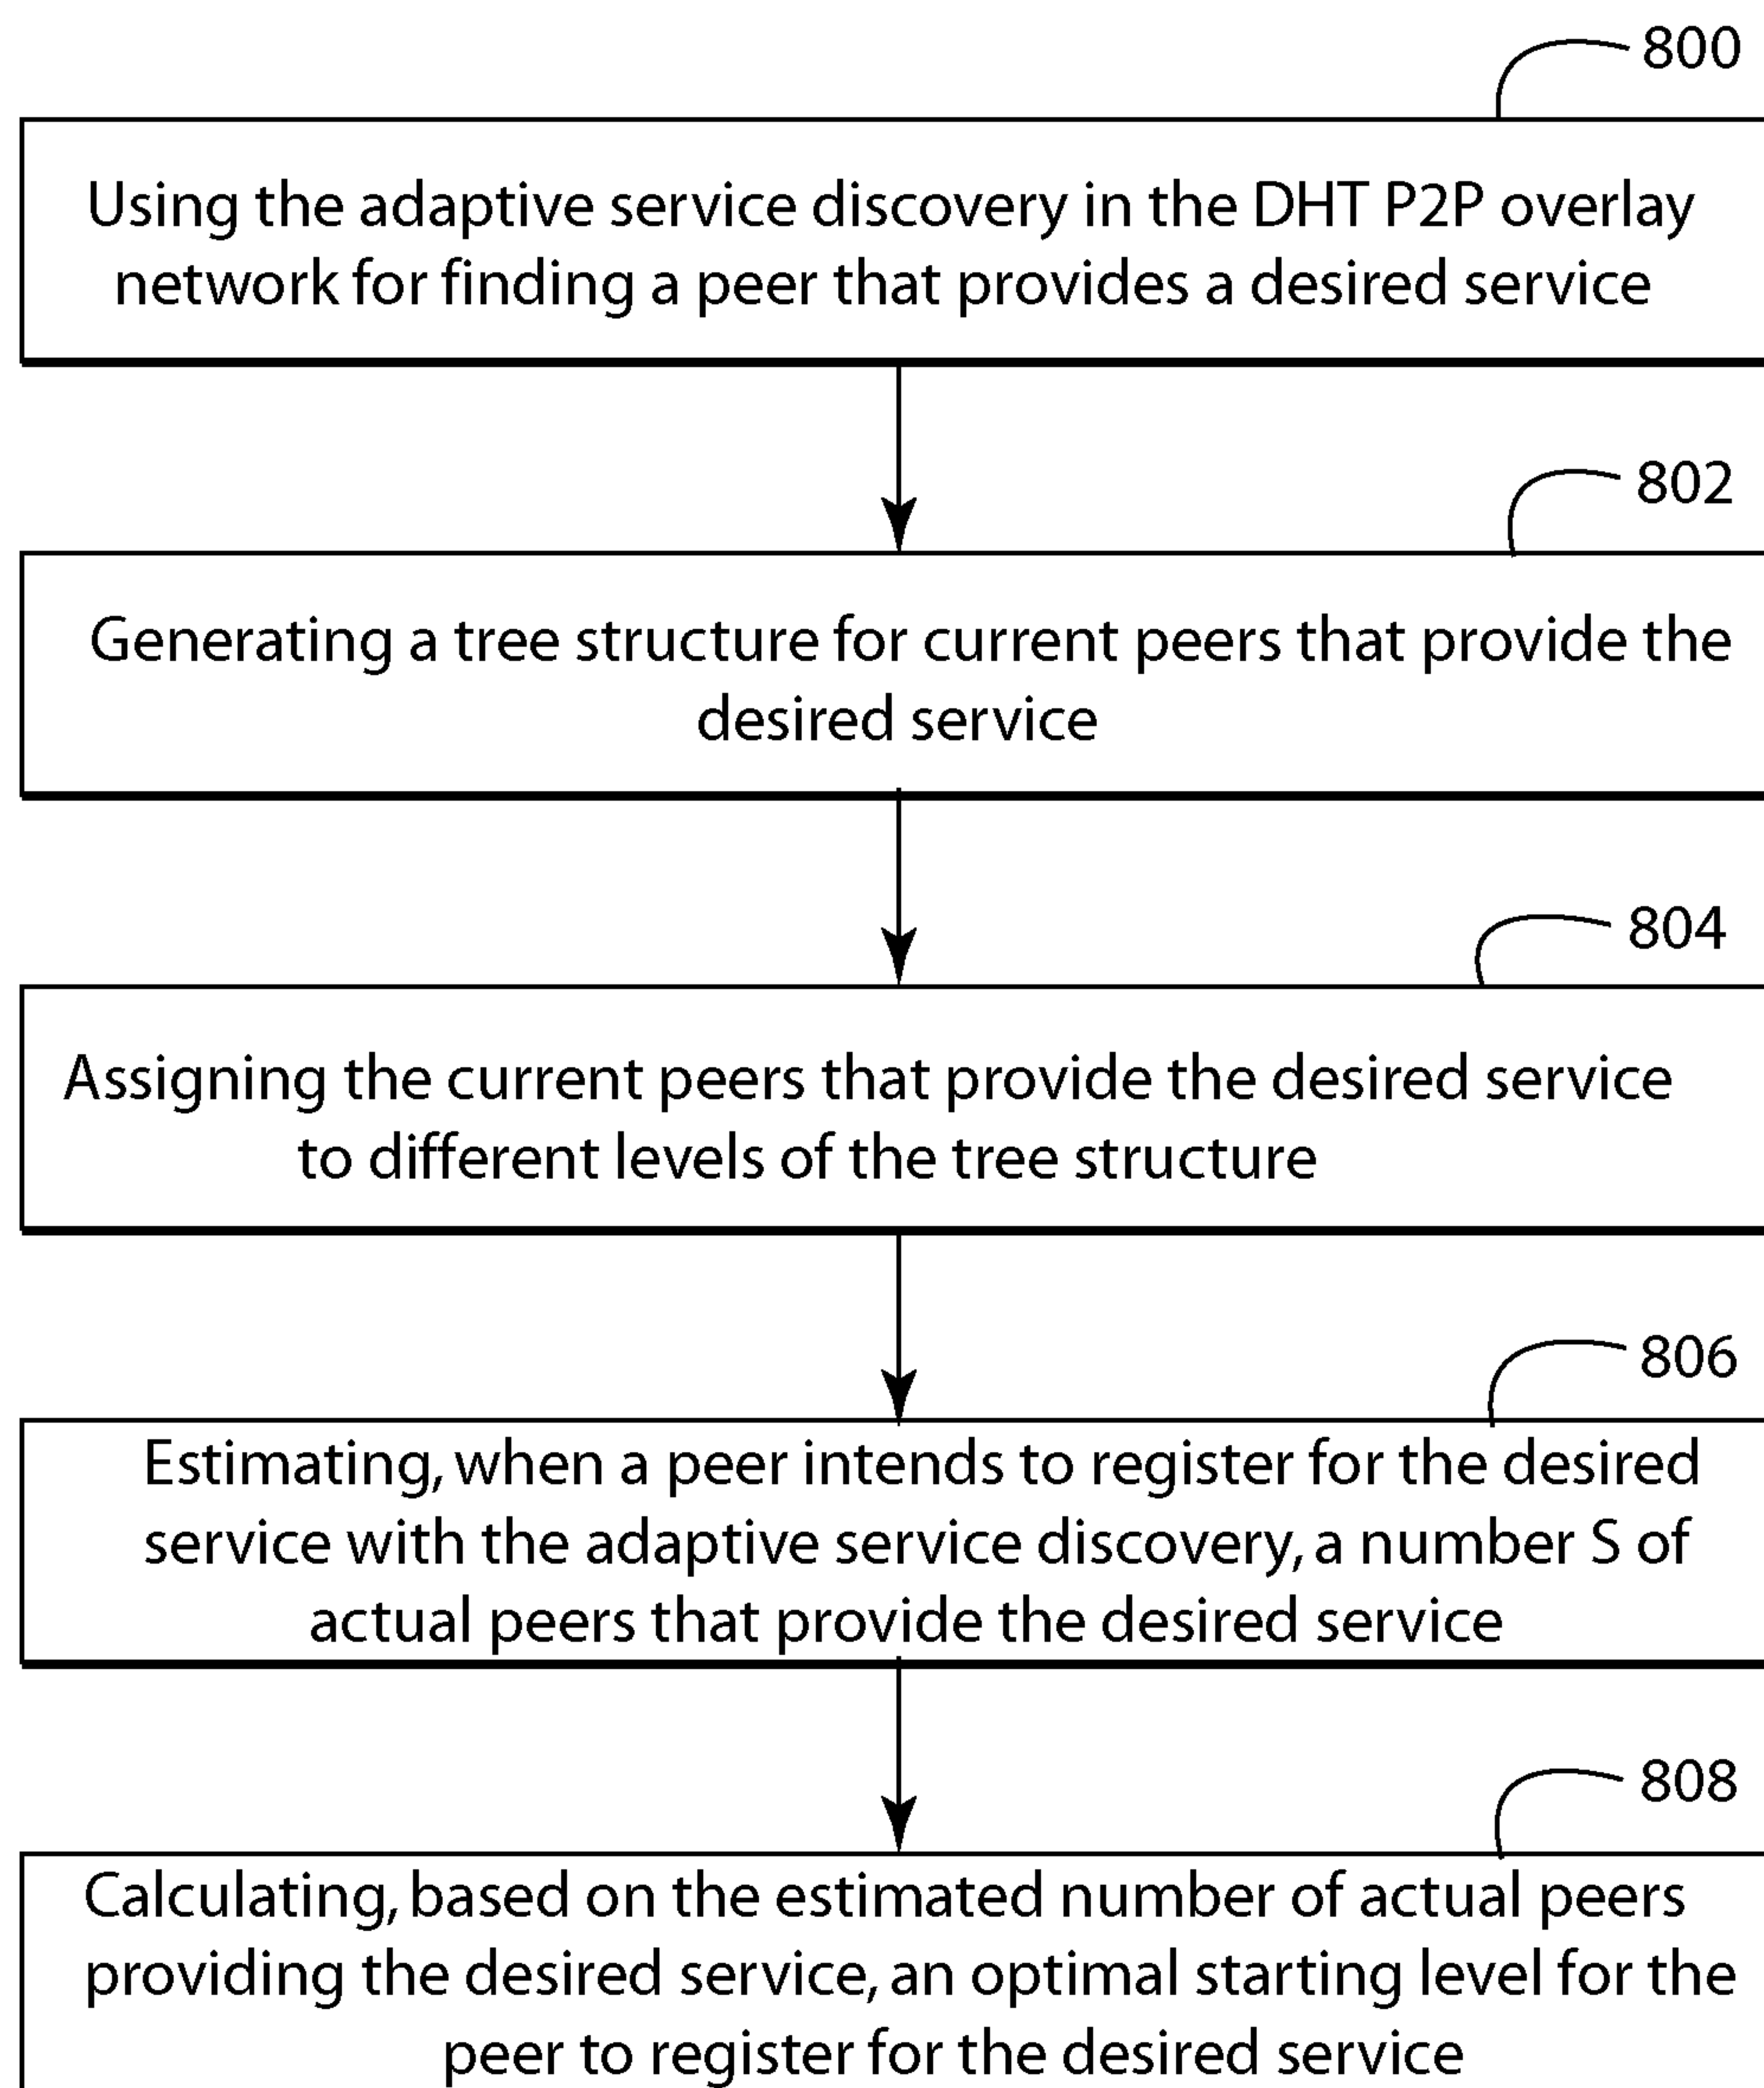 800
Using the adaptive service discovery in the DHT P2P overlay
network for finding a peer that provides a desired service
802
Generating a tree structure for current peers that provide the
desired service
804
Assigning the current peers that provide the desired service
to different levels of the tree structure
806
Estimating, when a peer intends to register for the desired
service with the adaptive service discovery, a number S of
actual peers that provide the desired service
808
Calculating, based on the estimated number of actual peers
providing the desired service, an optimal starting level for the
peer to register for the desired service